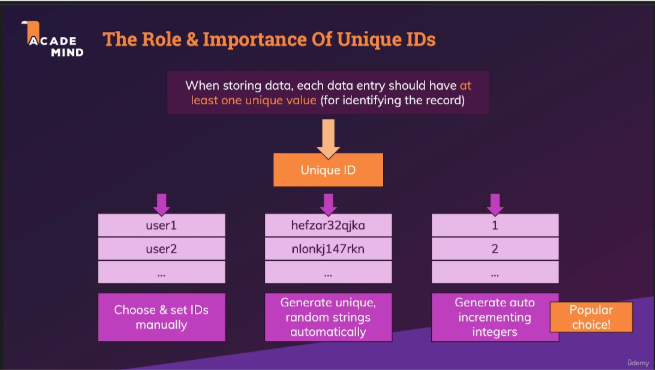 ACADE
MIND
The Role & Importance Of Unique IDs
When storing data, each data entry should have at
least one unique value (for identifying the record)
Unique ID
user1
user2
...
Choose & set IDs
manually
hefzar32qjka
nlonkj147rkn
...
Generate unique,
random strings
automatically
1
2
...
Generate auto
incrementing
integers
Popular
choice!
udemy